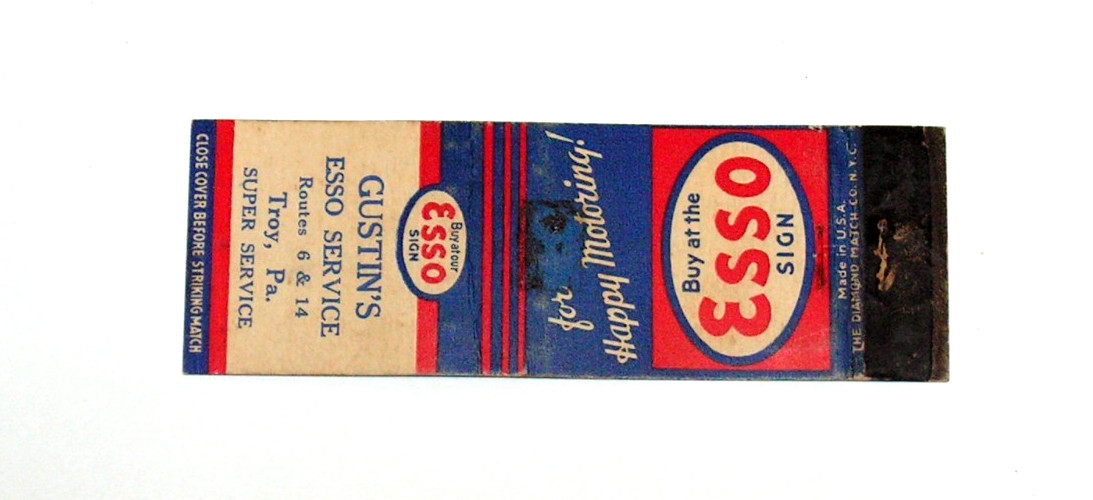 CLOSE COVER BEFORE STRIKING MATCH
Buy at our
ESSO
SIGN
GUSTIN'S
ESSO SERVICE
Routes 6 & 14
Troy, Pa.
SUPER SERVICE
for
Happy Motoring!
Buy at the
ESSO
SIGN
Made in U.S.A.
THE DIAMOND MATCH CO. N.Y.C.